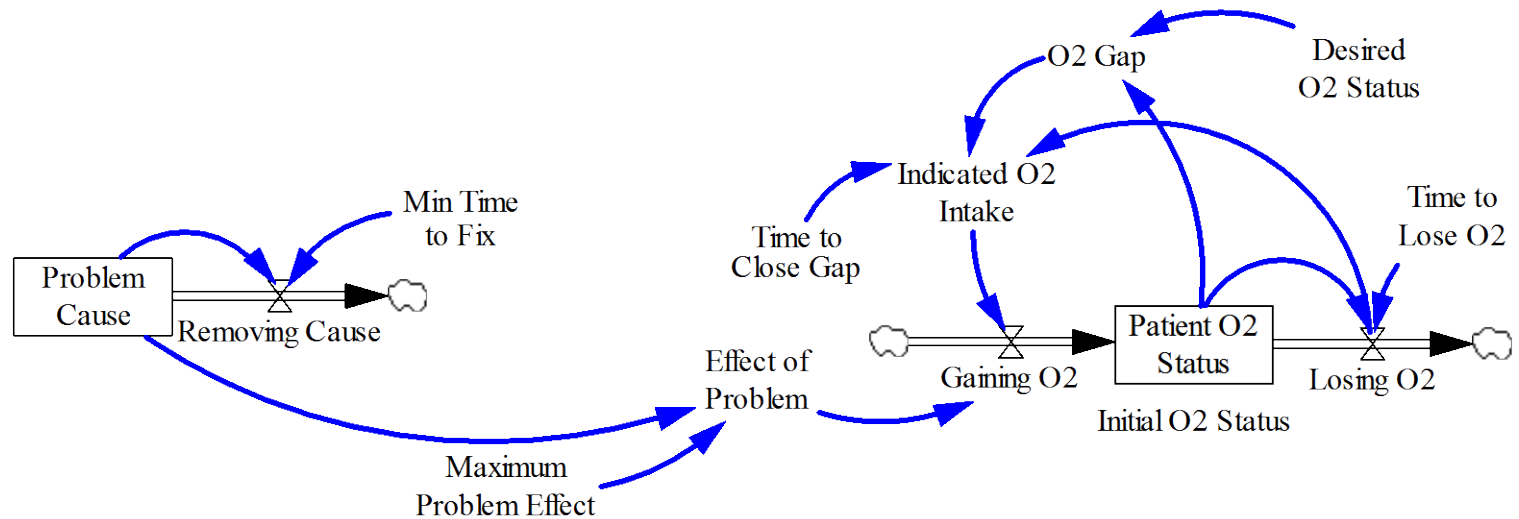 O2 Gap
Desired
O2 Status
Indicated O2
Intake
Min Time
to Fix
Time to
Lose O2
Time to
Close Gap
Problem
Cause
Removing Cause
Patient O2
Status
Effect of
Problem
Gaining O2
Losing O2
Initial O2 Status
Maximum
Problem Effect